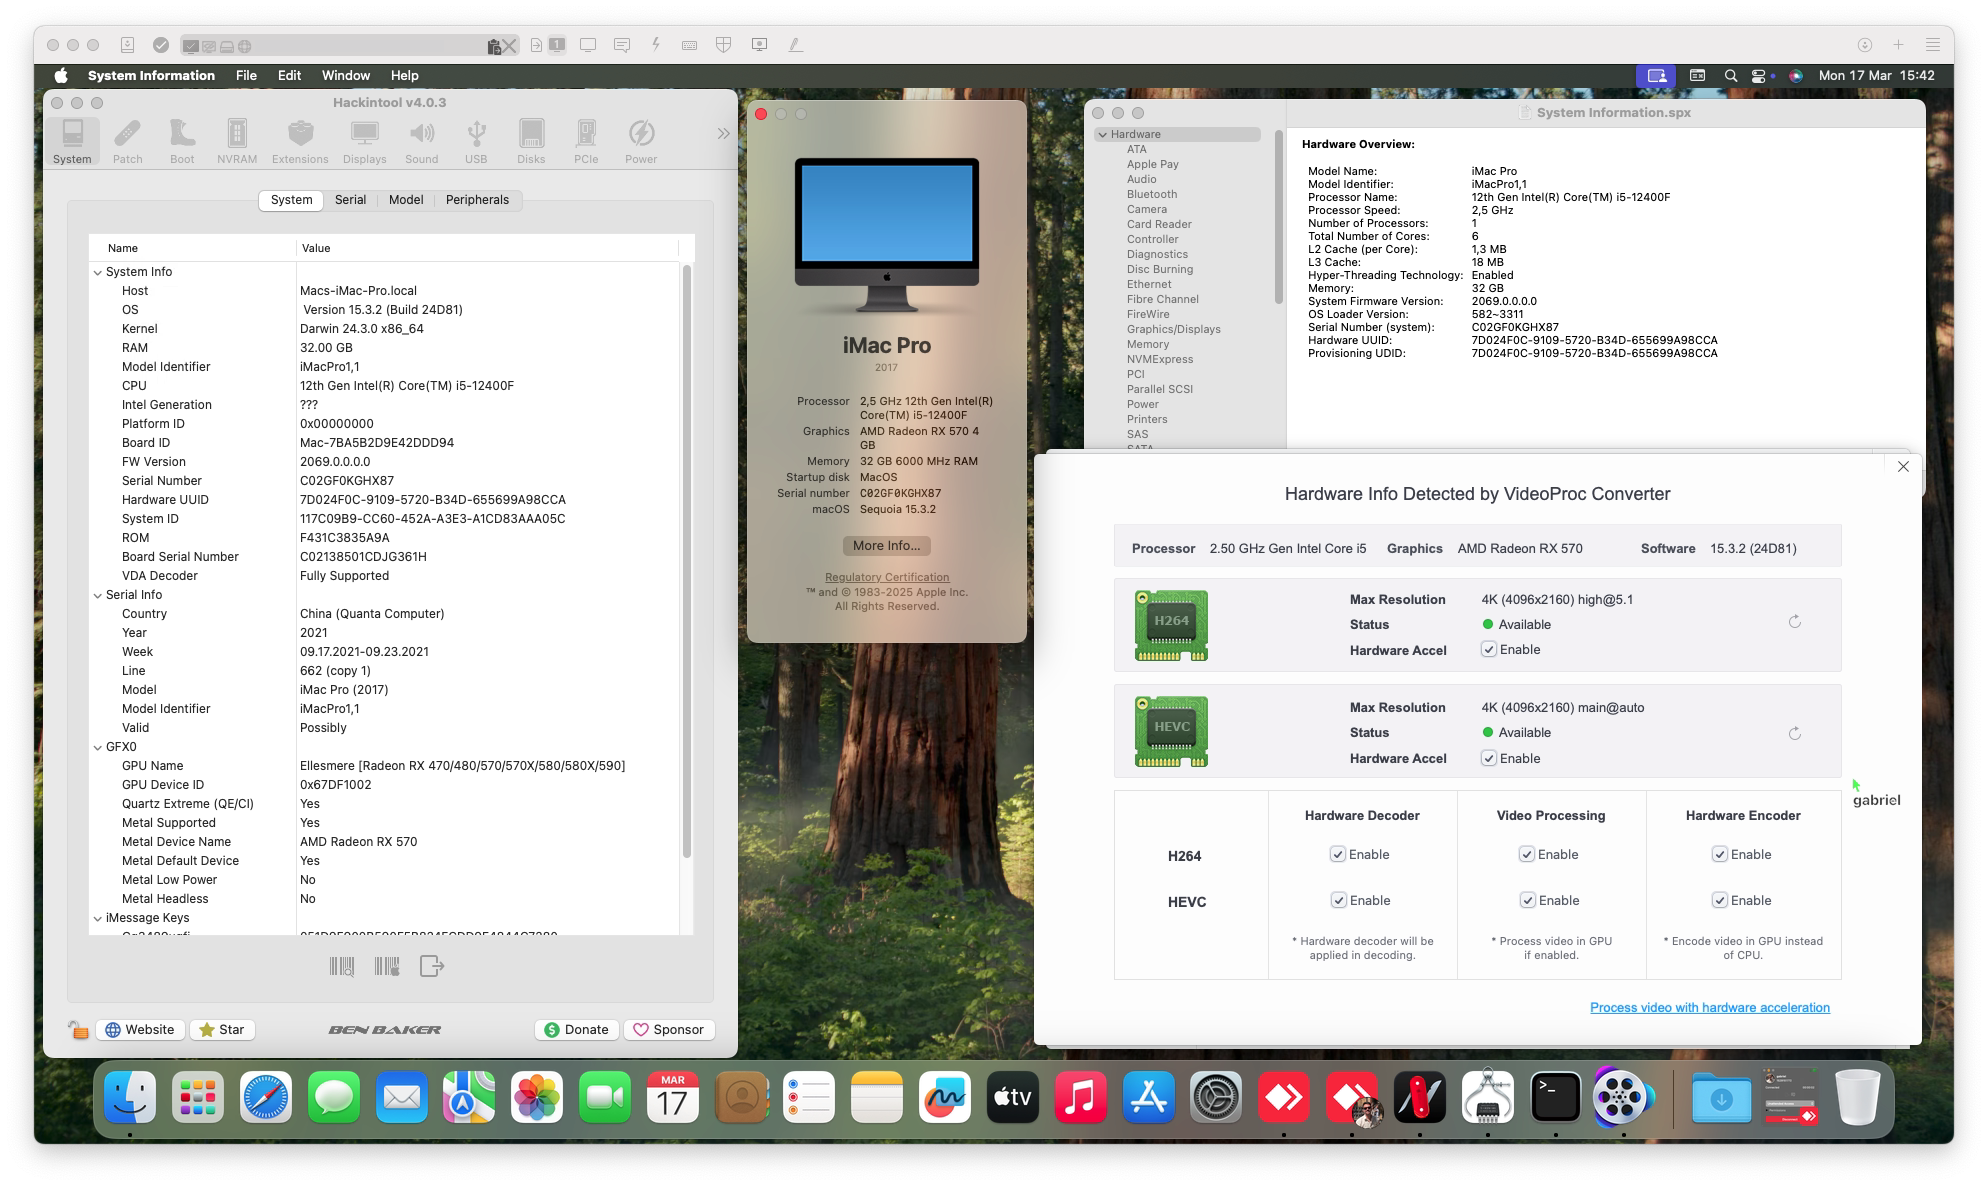 1
System Information File Edit Window Help
Mon 17 Mar 15:42
Hackintool v4.0.3
System Patch Boot NVRAM Extensions Displays Sound USB Disks PCIe Power
System Serial Model Peripherals
Name Value
System Info
Host Macs-iMac-Pro.local
OS Version 15.3.2 (Build 24D81)
Kernel Darwin 24.3.0 x86_64
RAM 32.00 GB
Model Identifier iMacPro1,1
CPU 12th Gen Intel(R) Core(TM) i5-12400F
Intel Generation ???
Platform ID 0x00000000
Board ID Mac-7BA5B2D9E42DDD94
FW Version 2069.0.0.0.0
Serial Number C02GF0KGHX87
Hardware UUID 7D024F0C-9109-5720-B34D-655699A98CCA
System ID 117C09B9-CC60-452A-A3E3-A1CD83AAA05C
ROM F431C3835A9A
Board Serial Number C02138501CDJG361H
VDA Decoder Fully Supported
Serial Info
Country China (Quanta Computer)
Year 2021
Week 09.17.2021-09.23.2021
Line 662 (copy 1)
Model iMac Pro (2017)
Model Identifier iMacPro1,1
Valid Possibly
GFX0
GPU Name Ellesmere [Radeon RX 470/480/570/570X/580/580X/590]
GPU Device ID 0x67DF1002
Quartz Extreme (QE/CI) Yes
Metal Supported Yes
Metal Device Name AMD Radeon RX 570
Metal Default Device Yes
Metal Low Power No
Metal Headless No
iMessage Keys
Website Star BEN BAKER Donate Sponsor
iMac Pro
2017
Processor 2,5 GHz 12th Gen Intel(R)
Core(TM) i5-12400F
Graphics AMD Radeon RX 570 4
GB
Memory 32 GB 6000 MHz RAM
Startup disk MacOS
Serial number C02GF0KGHX87
macOS Sequoia 15.3.2
More Info...
Regulatory Certification
™ and © 1983-2025 Apple Inc.
All Rights Reserved.
System Information.spx
Hardware
ATA
Apple Pay
Audio
Bluetooth
Camera
Card Reader
Controller
Diagnostics
Disc Burning
Ethernet
Fibre Channel
FireWire
Graphics/Displays
Memory
NVMExpress
PCI
Parallel SCSI
Power
Printers
SAS
SATA
Hardware Overview:
Model Name: iMac Pro
Model Identifier: iMacPro1,1
Processor Name: 12th Gen Intel(R) Core(TM) i5-12400F
Processor Speed: 2,5 GHz
Number of Processors: 1
Total Number of Cores: 6
L2 Cache (per Core): 1,3 MB
L3 Cache: 18 MB
Hyper-Threading Technology: Enabled
Memory: 32 GB
System Firmware Version: 2069.0.0.0.0
OS Loader Version: 582~3311
Serial Number (system): C02GF0KGHX87
Hardware UUID: 7D024F0C-9109-5720-B34D-655699A98CCA
Provisioning UDID: 7D024F0C-9109-5720-B34D-655699A98CCA
Hardware Info Detected by VideoProc Converter
Processor 2.50 GHz Gen Intel Core i5 Graphics AMD Radeon RX 570 Software 15.3.2 (24D81)
H264
Max Resolution 4K (4096x2160) high@5.1
Status Available
Hardware Accel Enable
HEVC
Max Resolution 4K (4096x2160) main@auto
Status Available
Hardware Accel Enable
Hardware Decoder Video Processing Hardware Encoder
H264 Enable Enable Enable
HEVC Enable Enable Enable
* Hardware decoder will be applied in decoding.
* Process video in GPU if enabled.
* Encode video in GPU instead of CPU.
Process video with hardware acceleration
gabriel
MAR
17
tv
>_